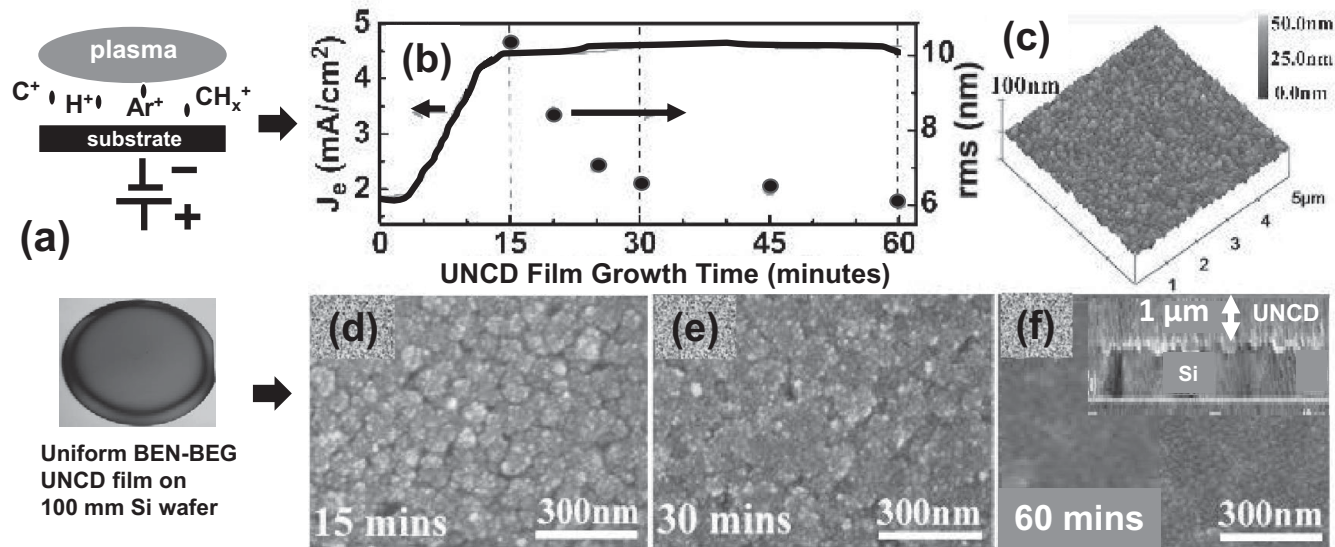 plasma
C⁺
H⁺
Ar⁺
CHₓ⁺
substrate
−
+
(a)
Uniform BEN-BEG
UNCD film on
100 mm Si wafer
(b)
Jₑ (mA/cm²)
5
4
3
2
10
8
6
rms (nm)
0
15
30
45
60
UNCD Film Growth Time (minutes)
(c)
50.0nm
25.0nm
0.0nm
100nm
5µm
4
3
2
1
(d)
15 mins
300nm
(e)
30 mins
300nm
(f)
1 µm
UNCD
Si
60 mins
300nm